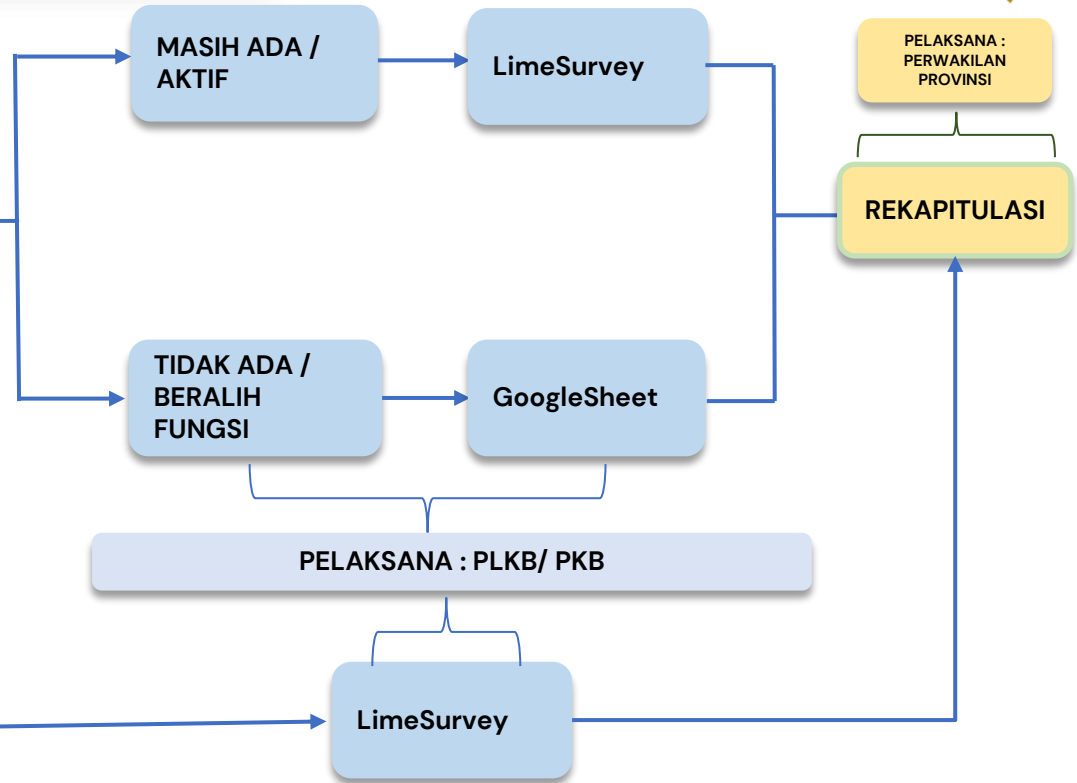 MASIH ADA /
AKTIF
LimeSurvey
PELAKSANA :
PERWAKILAN
PROVINSI
REKAPITULASI
TIDAK ADA /
BERALIH
FUNGSI
GoogleSheet
PELAKSANA : PLKB/ PKB
LimeSurvey